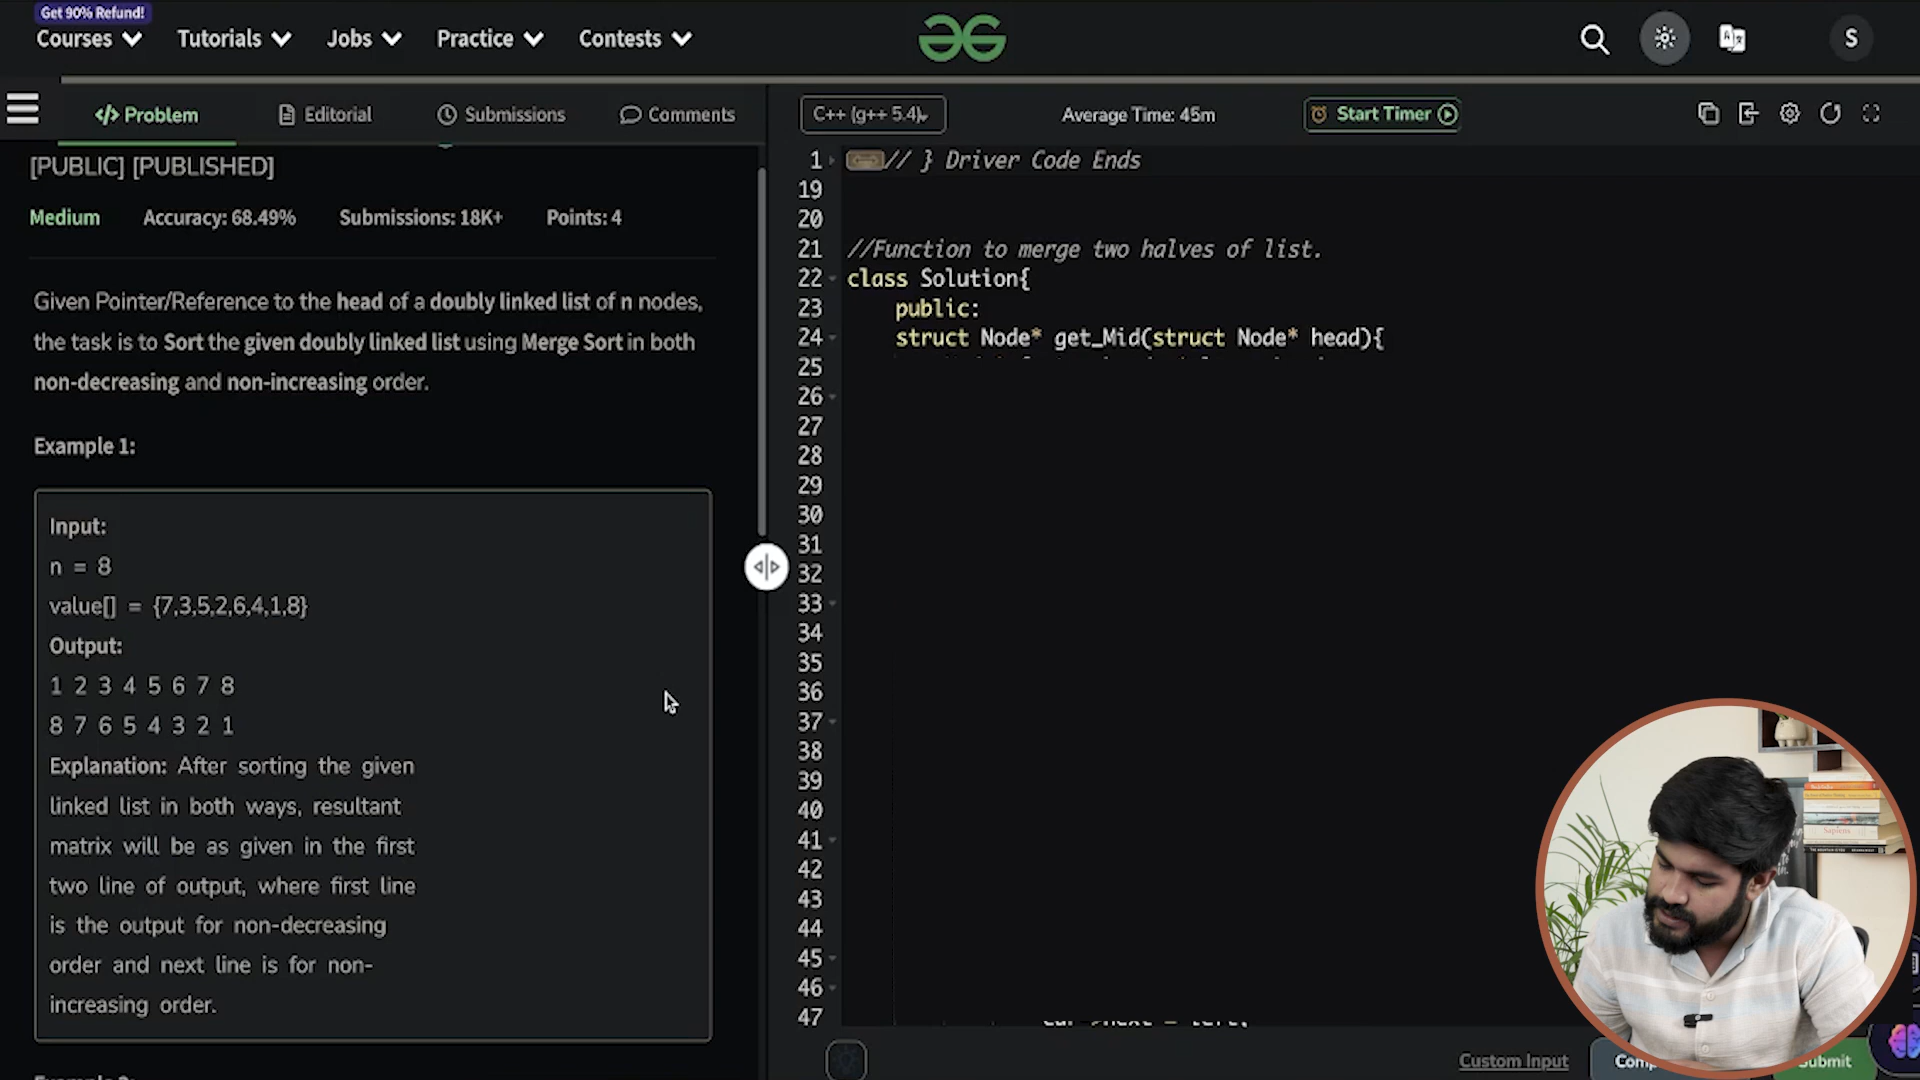 Get 90% Refund!
Courses
Tutorials
Jobs
Practice
Contests
S
Problem
Editorial
Submissions
Comments
C++ (g++ 5.4)
Average Time: 45m
Start Timer
[PUBLIC] [PUBLISHED]
Medium
Accuracy: 68.49%
Submissions: 18K+
Points: 4
Given Pointer/Reference to the head of a doubly linked list of n nodes,
the task is to Sort the given doubly linked list using Merge Sort in both
non-decreasing and non-increasing order.
Example 1:
Input:
n = 8
value[] = {7,3,5,2,6,4,1,8}
Output:
1 2 3 4 5 6 7 8
8 7 6 5 4 3 2 1
Explanation: After sorting the given
linked list in both ways, resultant
matrix will be as given in the first
two line of output, where first line
is the output for non-decreasing
order and next line is for non-
increasing order.
1 // } Driver Code Ends
19
20
21 //Function to merge two halves of list.
22 class Solution{
23 public:
24 struct Node* get_Mid(struct Node* head){
25
26
27
28
29
30
31
32
33
34
35
36
37
38
39
40
41
42
43
44
45
46
47
Custom Input
Sapiens